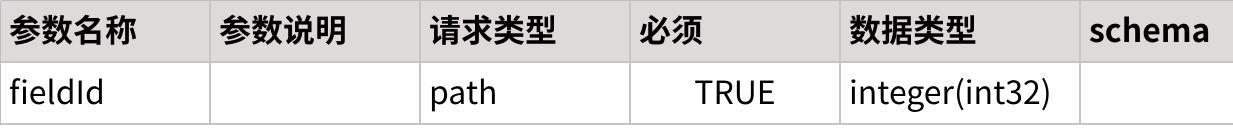 参数名称 参数说明 请求类型 必须 数据类型 schema
fieldId path TRUE integer(int32)